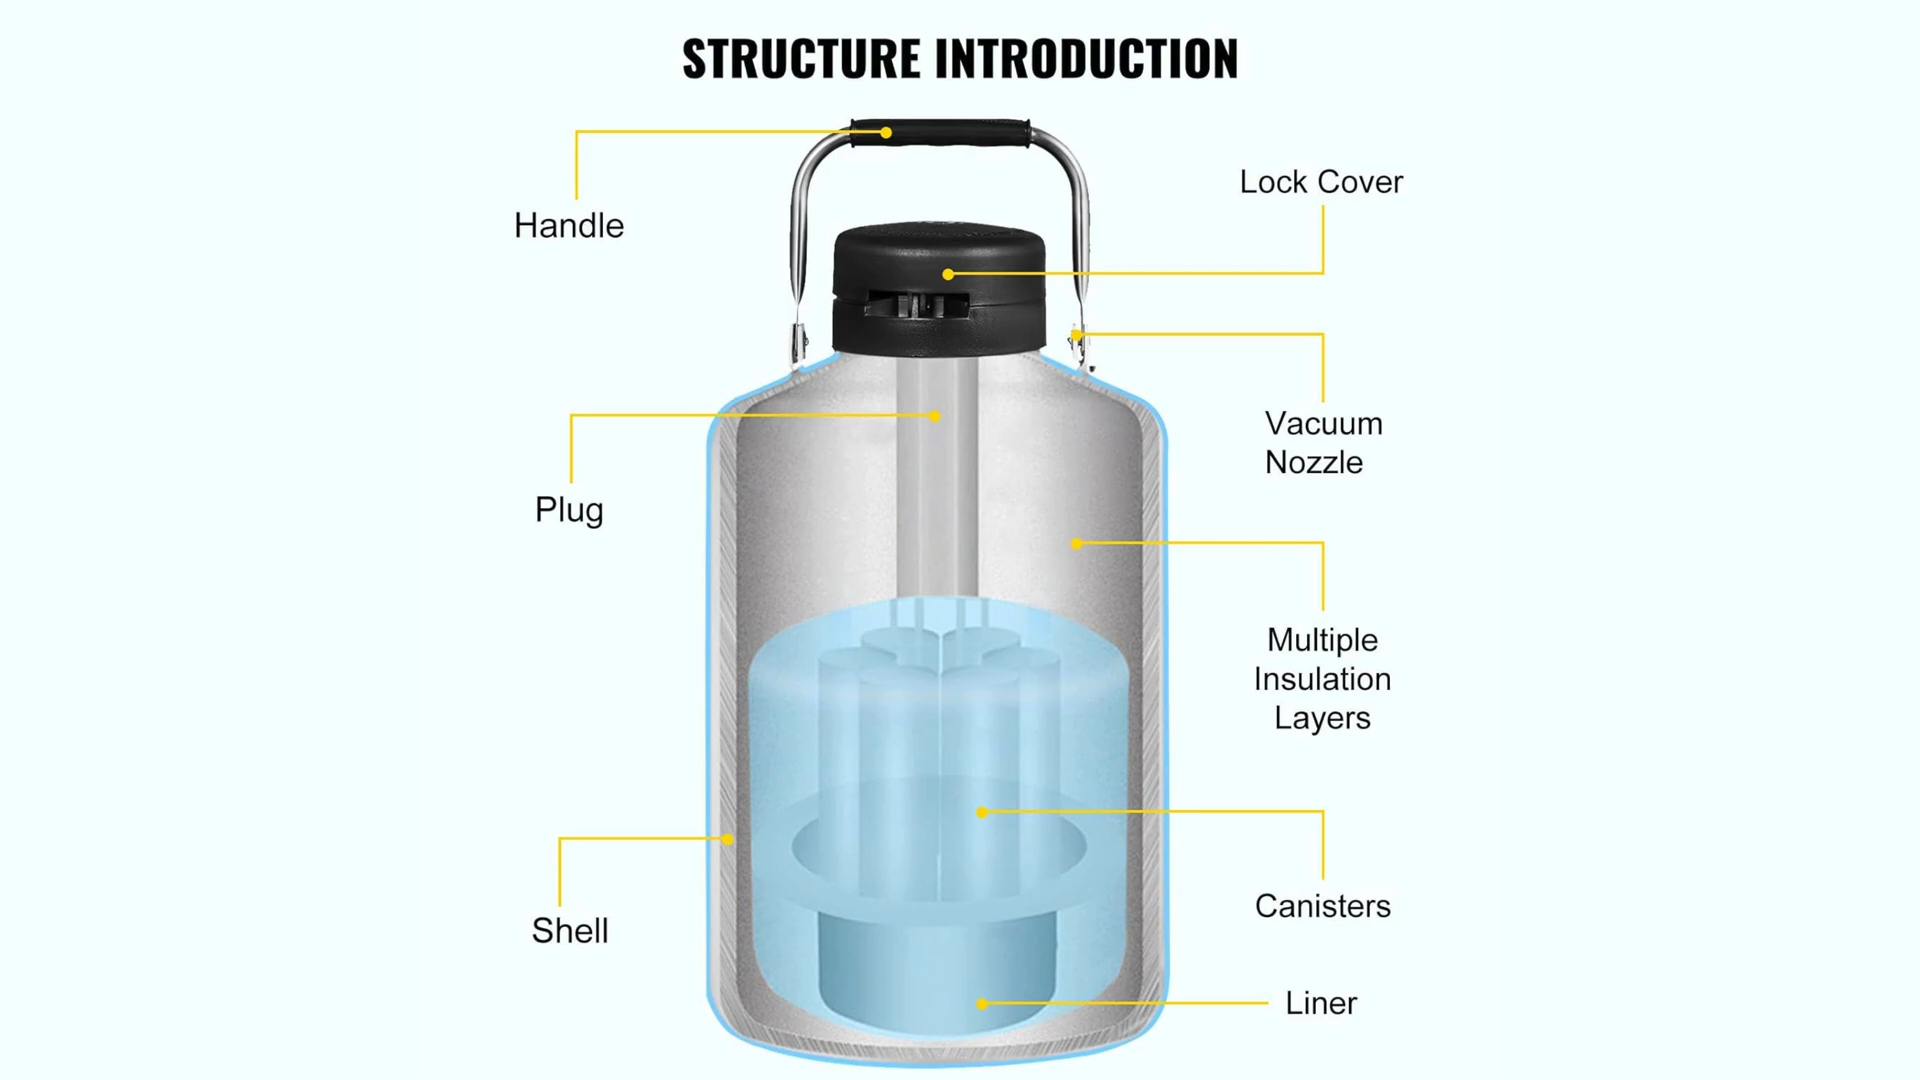 STRUCTURE INTRODUCTION
Handle
Lock Cover
Vacuum
Nozzle
Plug
Multiple
Insulation
Layers
Canisters
Shell
Liner